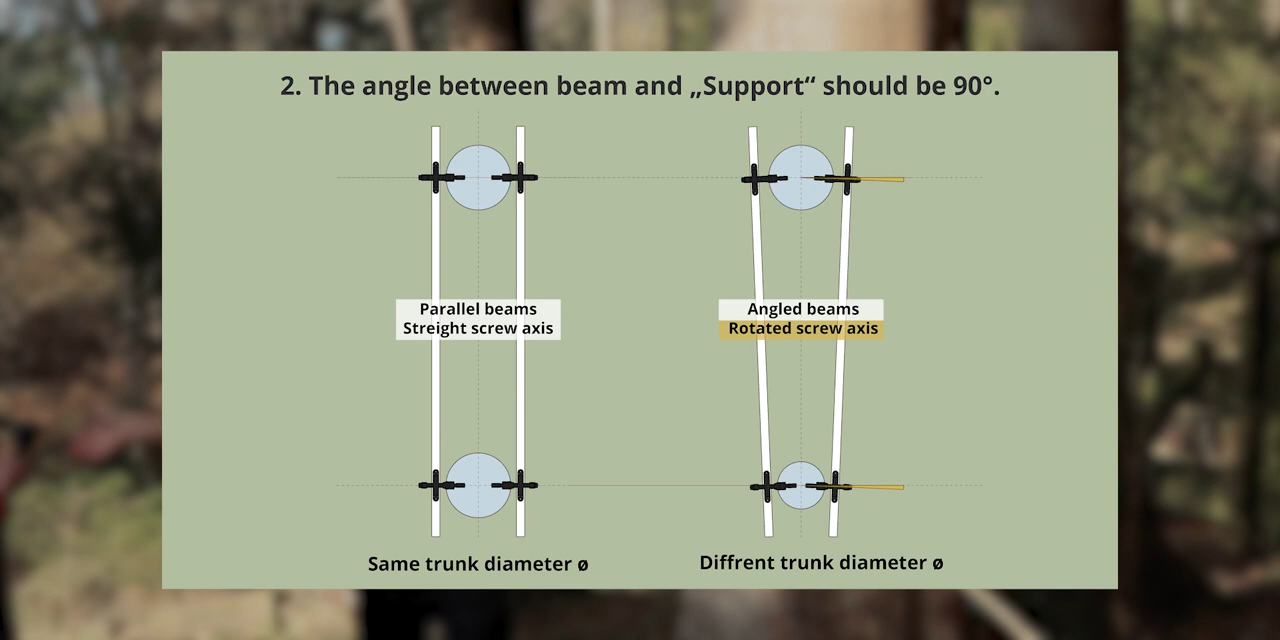 2. The angle between beam and „Support“ should be 90°.
Parallel beams
Streight screw axis
Angled beams
Rotated screw axis
Same trunk diameter ø
Diffrent trunk diameter ø